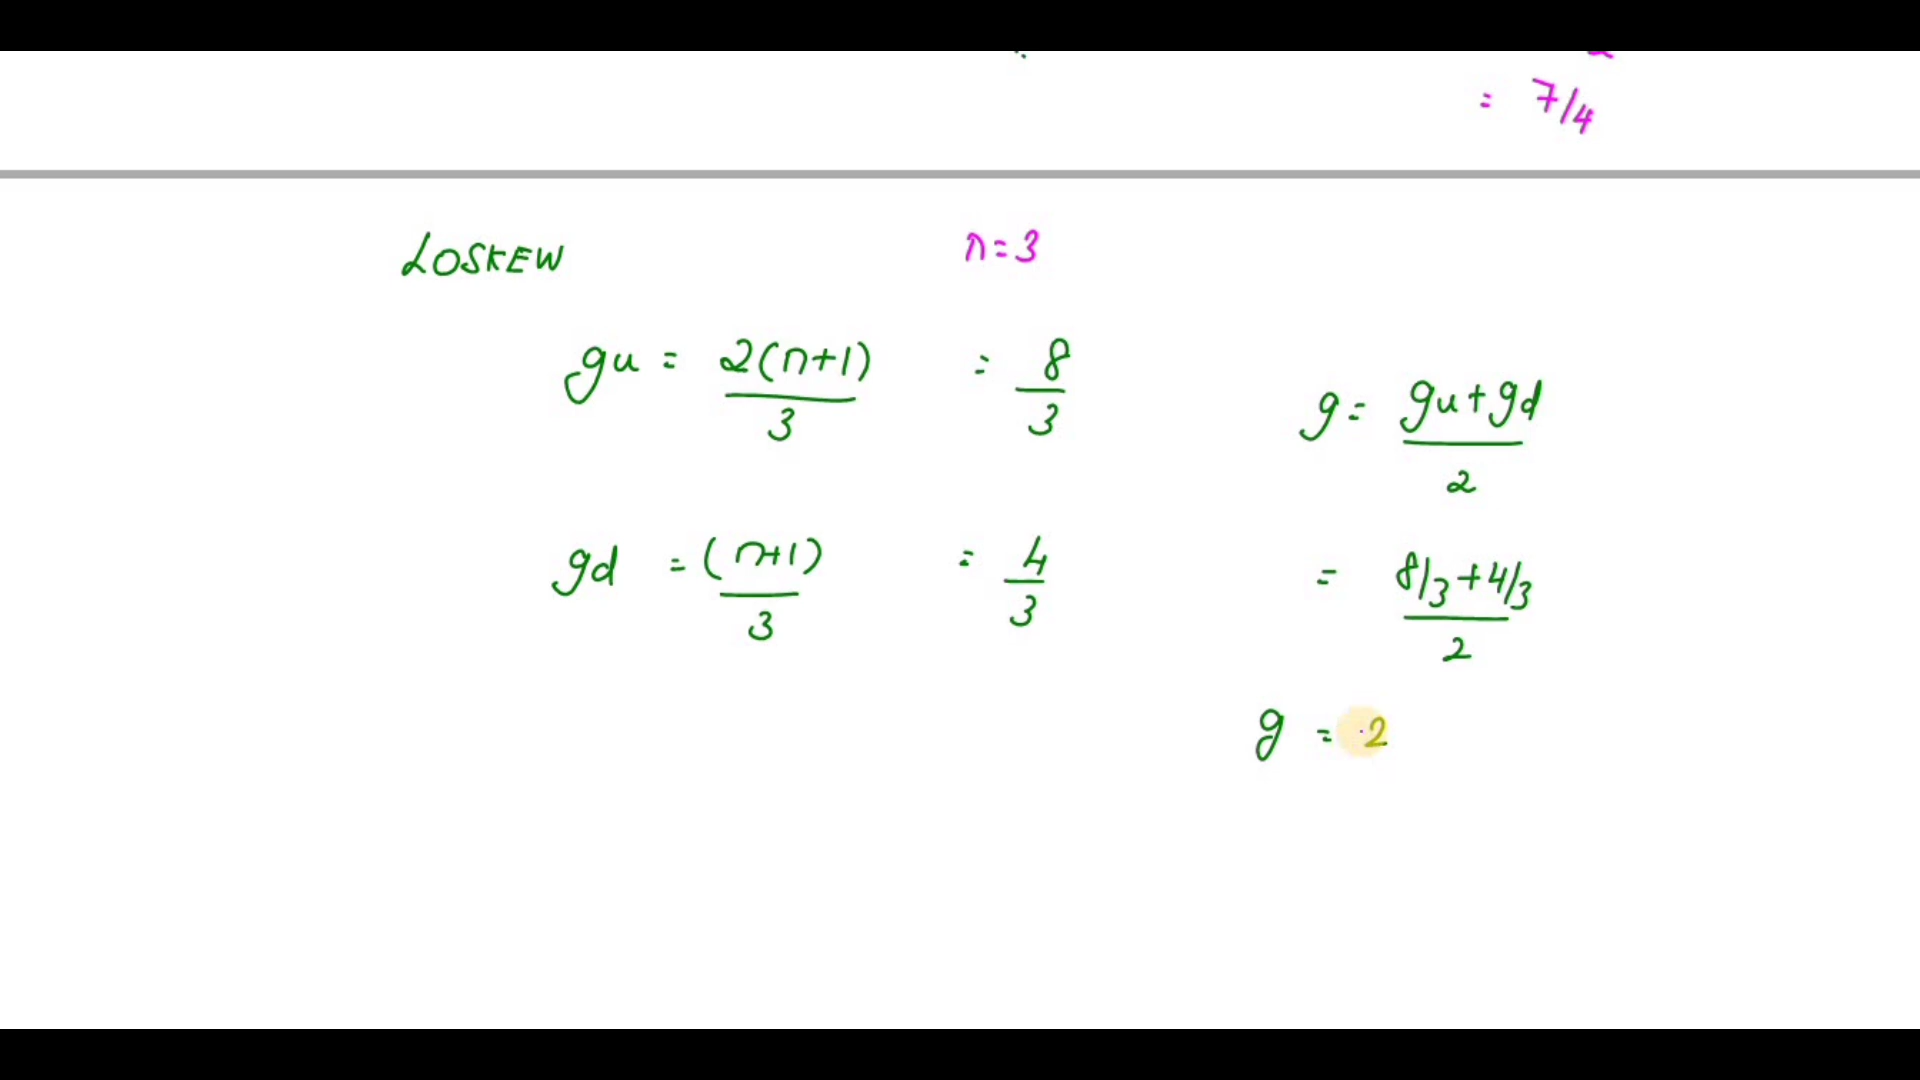 = 7/4
LOSKEW n=3
gu = 2(n+1)/3 = 8/3
g = gu+gd/2
gd = (n+1)/3 = 4/3
= 8/3+4/3/2
g = 2